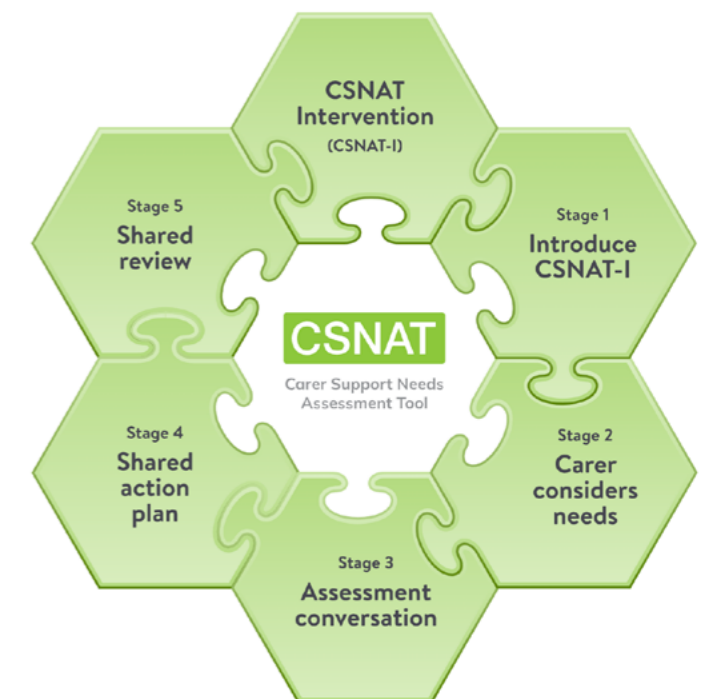 CSNAT
Intervention
(CSNAT-I)
Stage 1
Introduce
CSNAT-I
Stage 2
Carer
considers
needs
Stage 3
Assessment
conversation
Stage 4
Shared
action
plan
Stage 5
Shared
review
CSNAT
Carer Support Needs
Assessment Tool